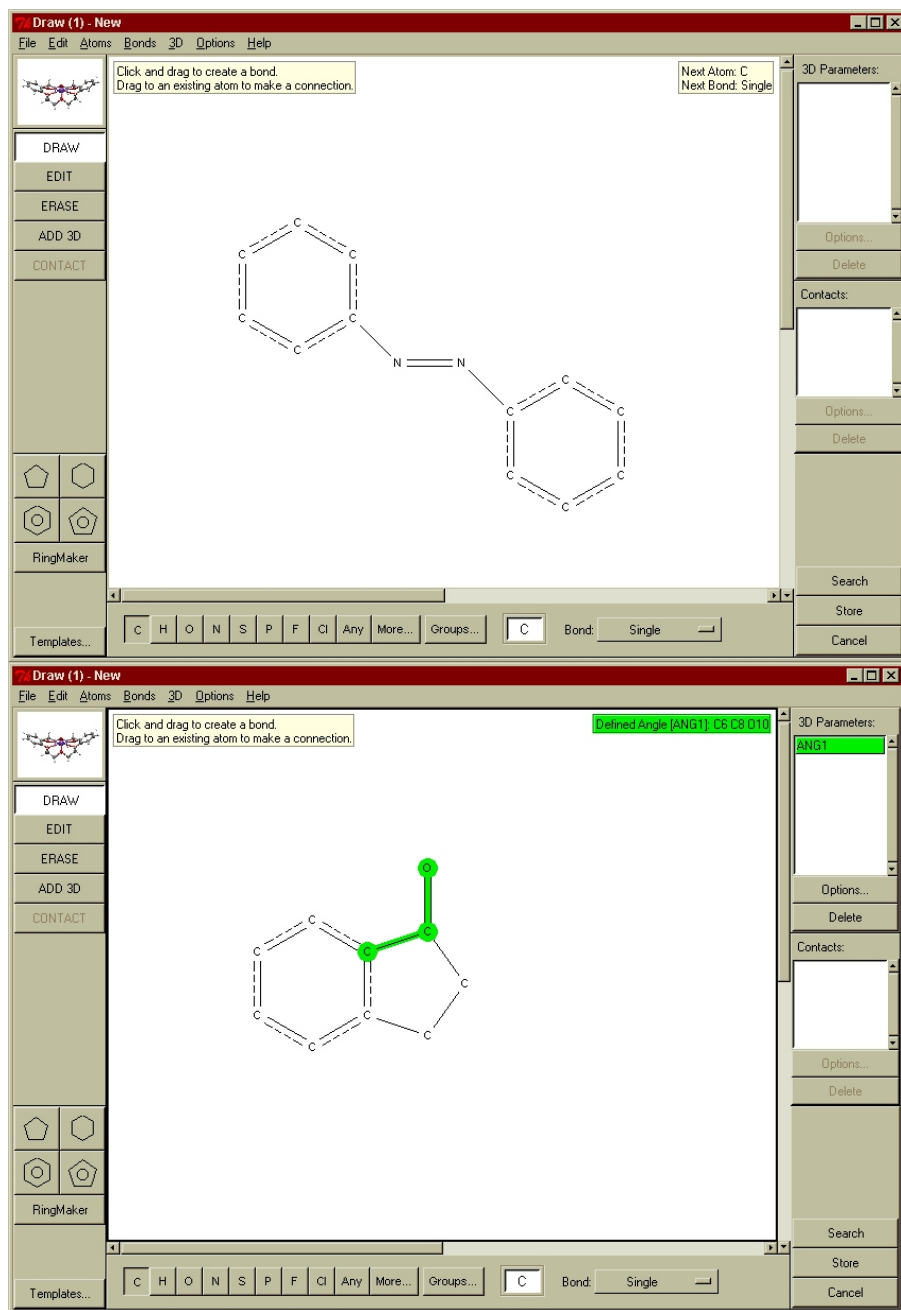 Draw (1) - New
File Edit Atoms Bonds 3D Options Help
Click and drag to create a bond.
Drag to an existing atom to make a connection.
Next Atom: C
Next Bond: Single
3D Parameters:
DRAW
EDIT
ERASE
ADD 3D
CONTACT
Options...
Delete
Contacts:
Options...
Delete
C
C C
C C
C
N N
C
C C
C C
C
RingMaker
Templates...
C H O N S P F Cl Any More... Groups... C Bond: Single
Search
Store
Cancel
Draw (1) - New
File Edit Atoms Bonds 3D Options Help
Click and drag to create a bond.
Drag to an existing atom to make a connection.
Defined Angle [ANG1]: C6 C8 O10
3D Parameters:
ANG1
DRAW
EDIT
ERASE
ADD 3D
CONTACT
Options...
Delete
Contacts:
Options...
Delete
O
C C
C C
C
C C
C C
RingMaker
Templates...
C H O N S P F Cl Any More... Groups... C Bond: Single
Search
Store
Cancel